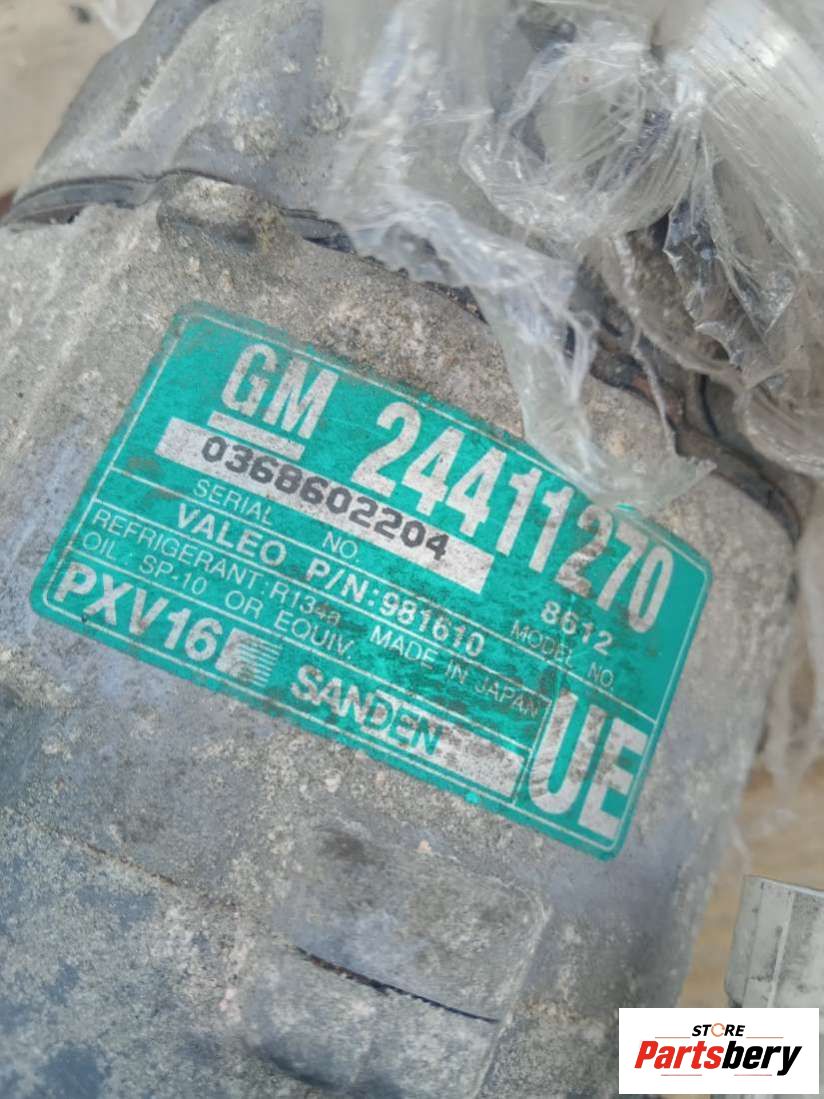 GM 24411270
0368602204
SERIAL NO.
8612
MODEL NO.
VALEO P/N:981610
REFRIGERANT:R134a MADE IN JAPAN
OIL: SP-10 OR EQUIV.
PXV16
SANDEN
UE
STORE
Partsbery